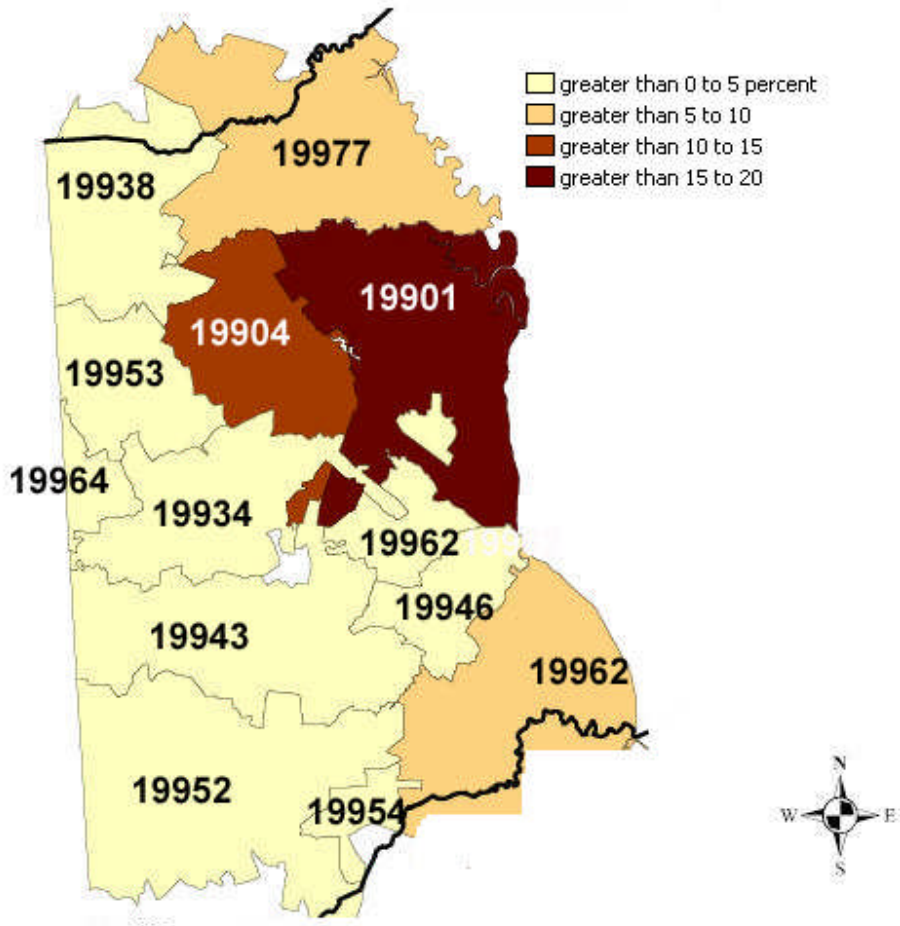 greater than 0 to 5 percent
greater than 5 to 10
greater than 10 to 15
greater than 15 to 20
19977
19938
19901
19904
19953
19964
19934
19962
19946
19943
19962
19952
19954
N
W E
S